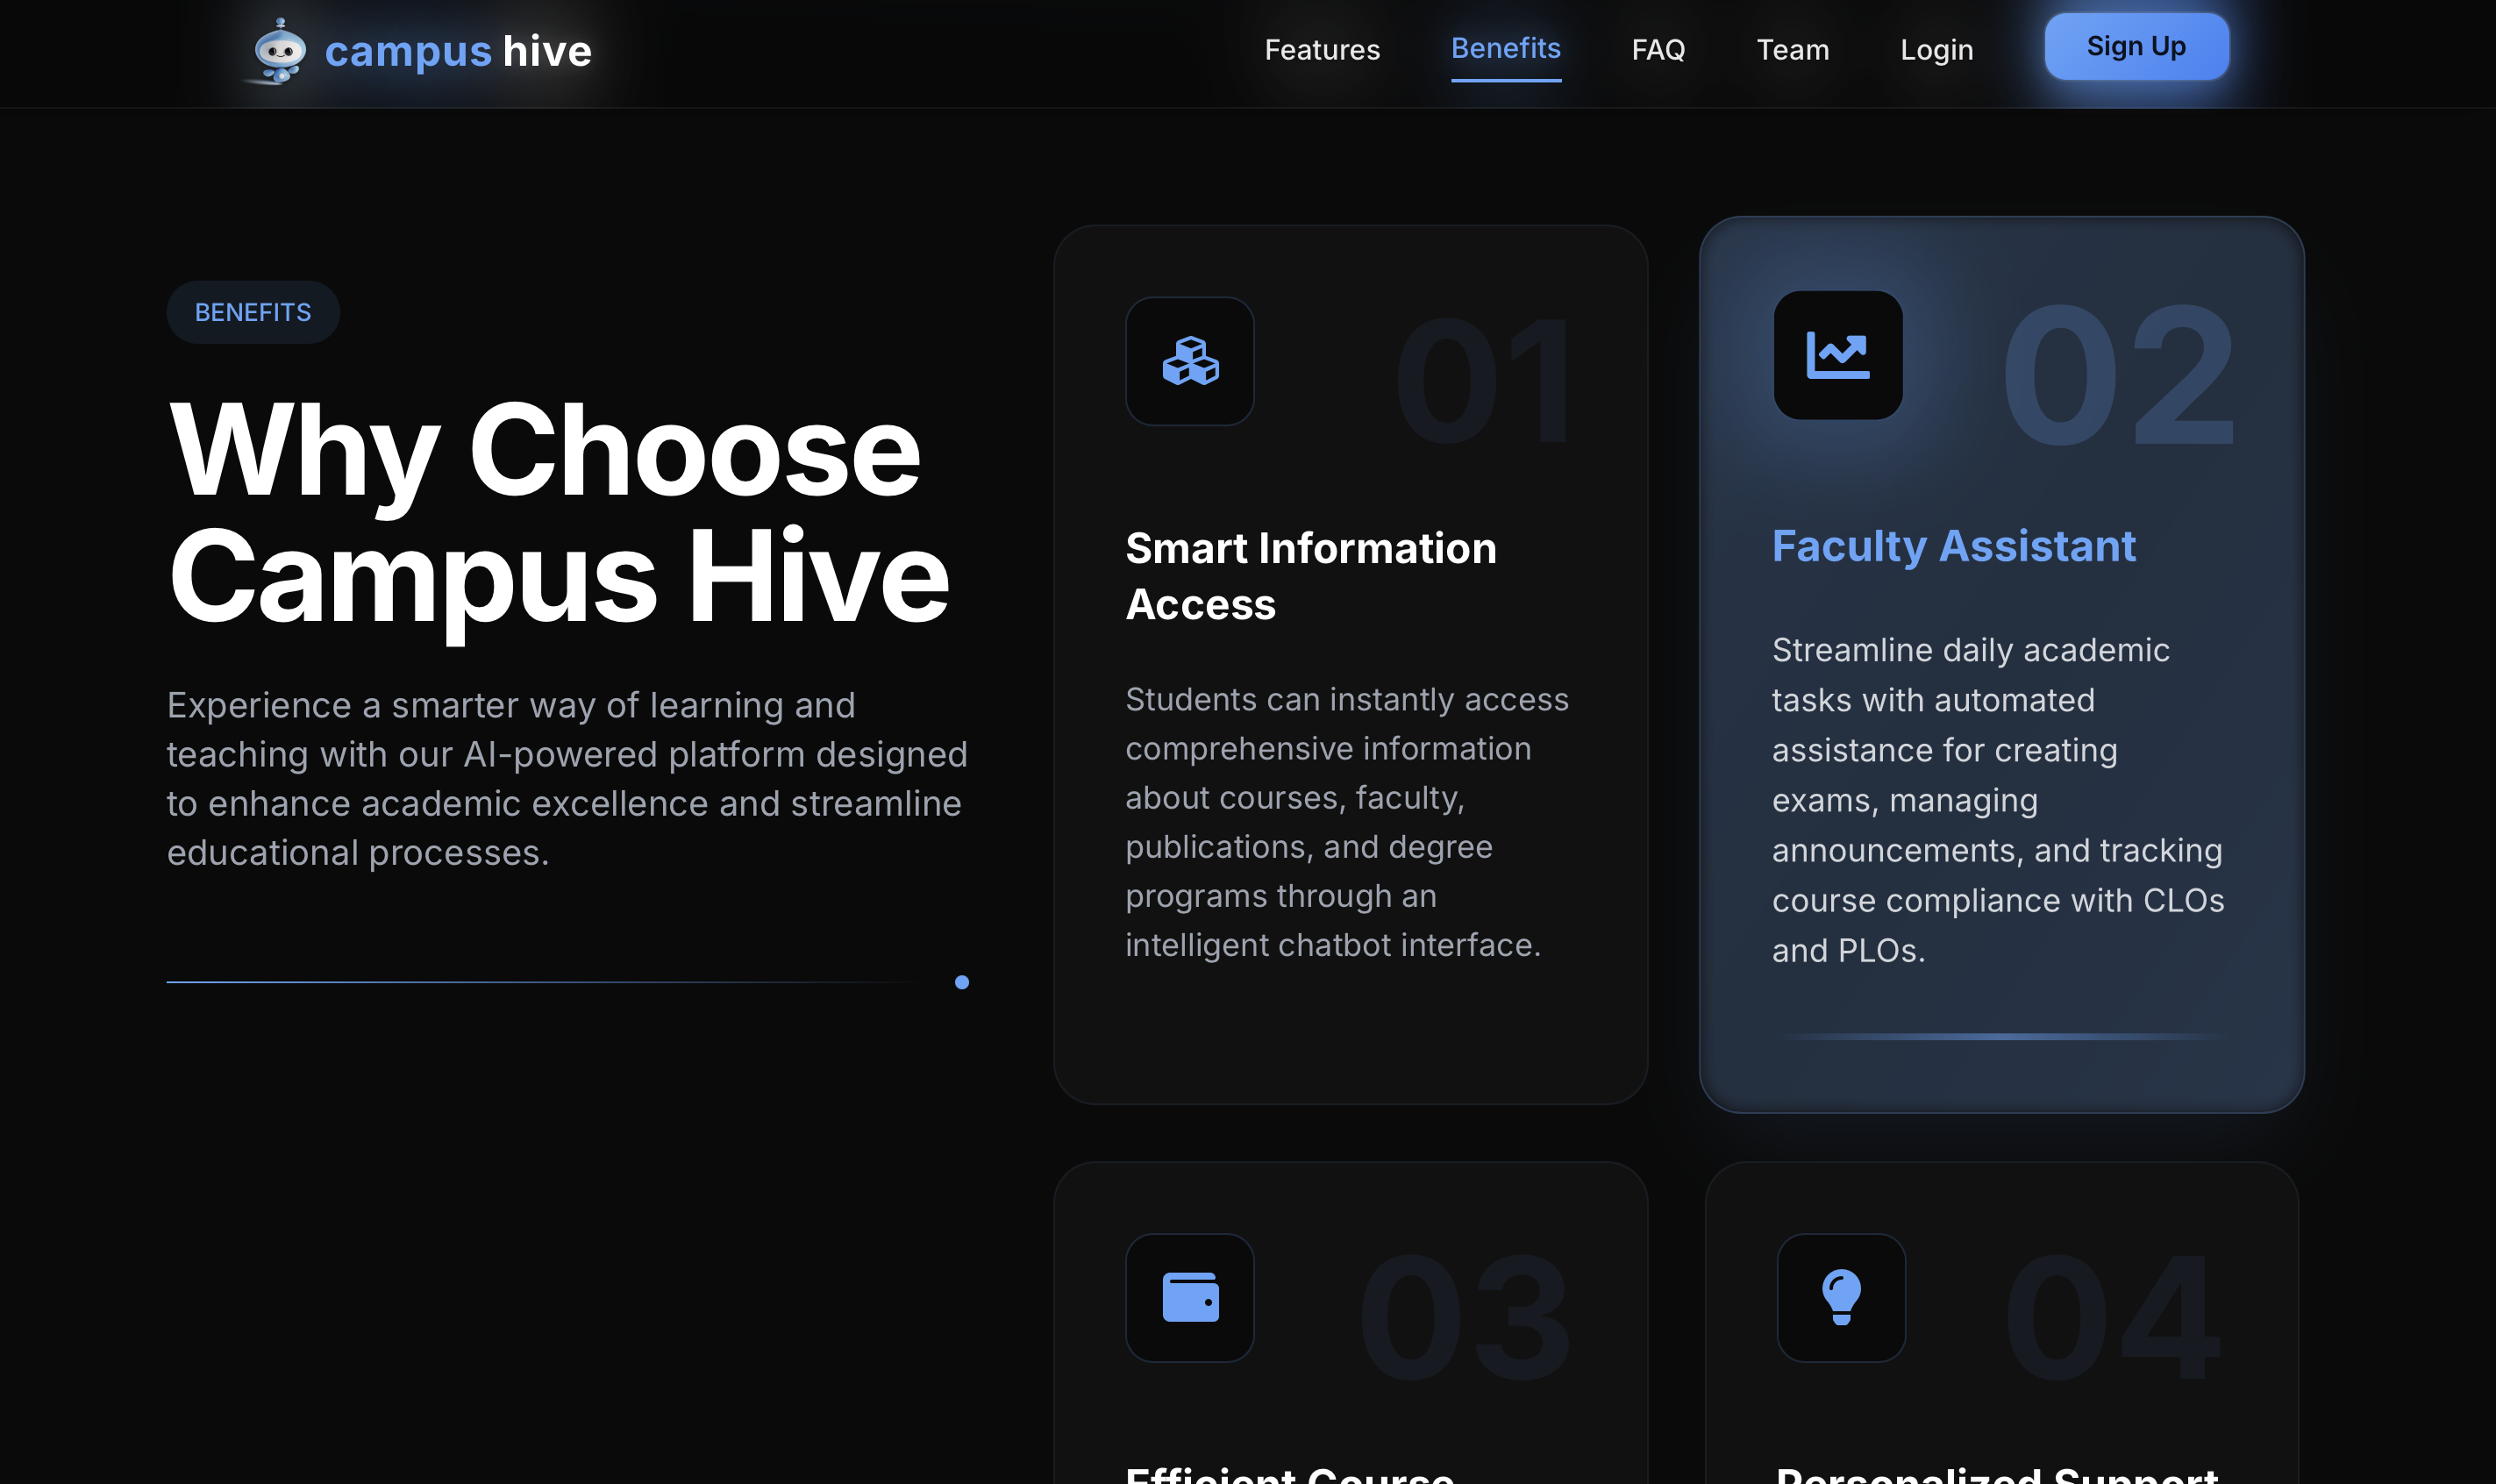 campus hive
Features
Benefits
FAQ
Team
Login
Sign Up
BENEFITS
Why Choose
Campus Hive
Experience a smarter way of learning and
teaching with our AI-powered platform designed
to enhance academic excellence and streamline
educational processes.
01
Smart Information
Access
Students can instantly access
comprehensive information
about courses, faculty,
publications, and degree
programs through an
intelligent chatbot interface.
02
Faculty Assistant
Streamline daily academic
tasks with automated
assistance for creating
exams, managing
announcements, and tracking
course compliance with CLOs
and PLOs.
03
Efficient Course
04
Personalized Support